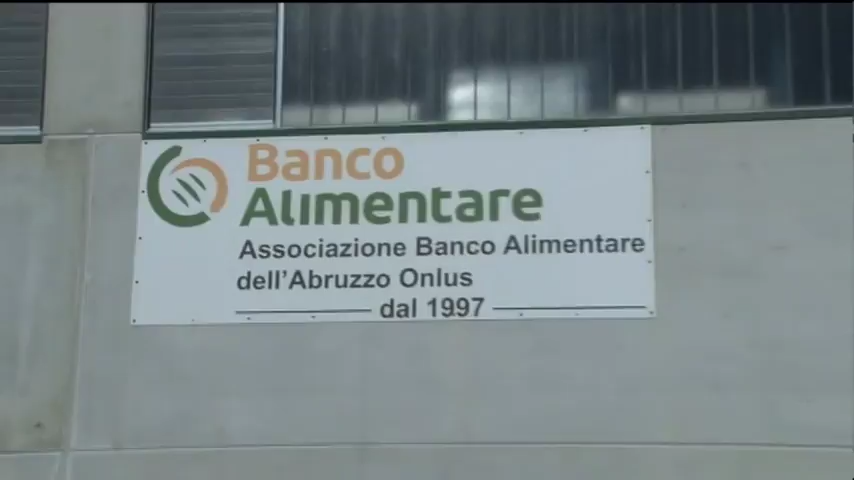 Banco
Alimentare
Associazione Banco Alimentare
dell'Abruzzo Onlus
dal 1997